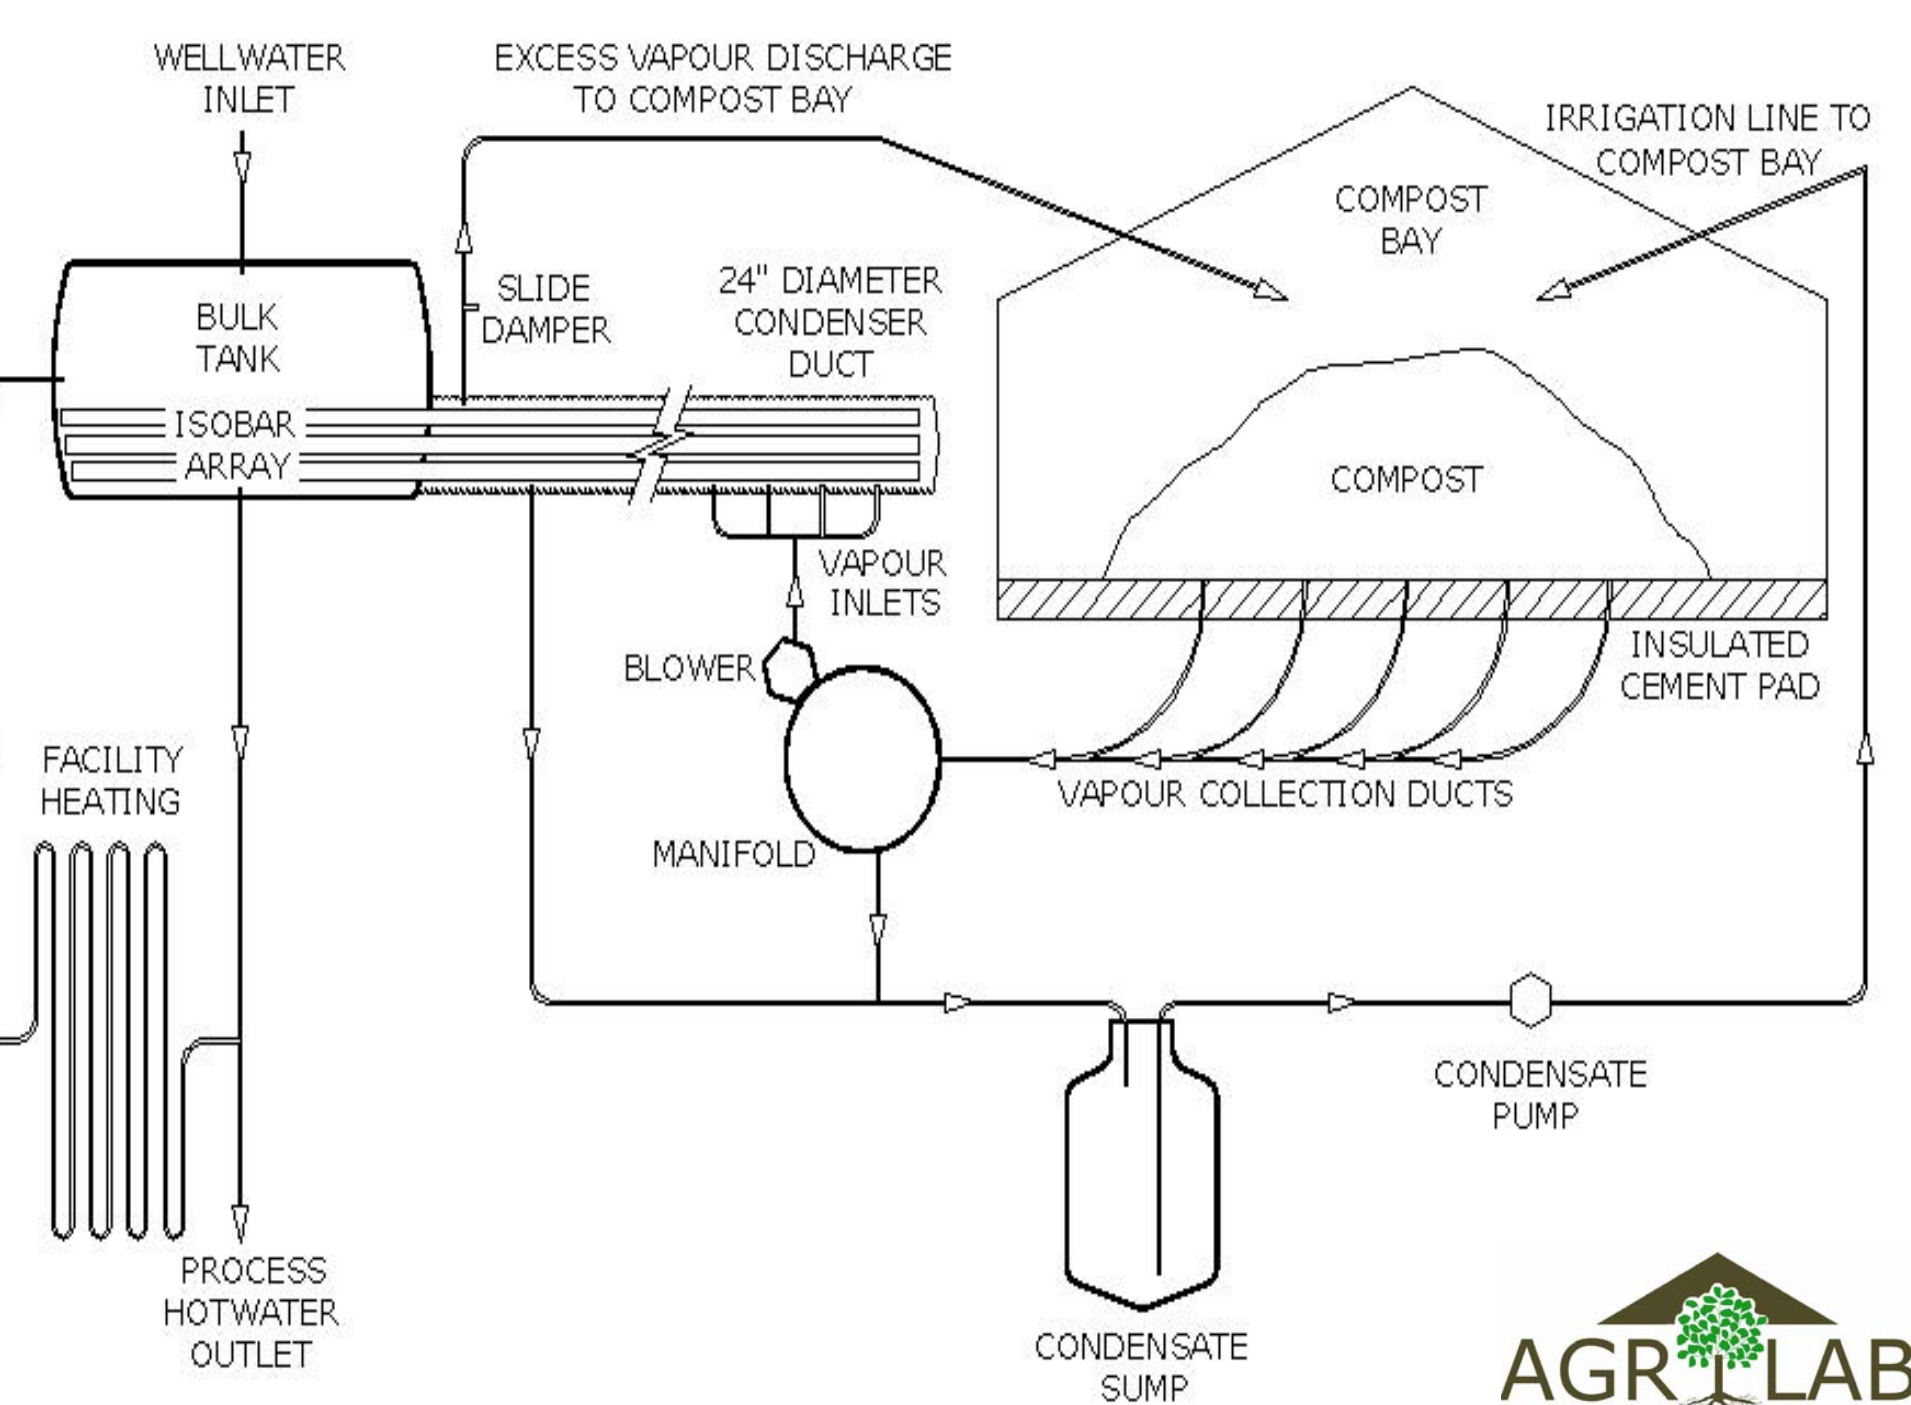 WELLWATER
INLET
EXCESS VAPOUR DISCHARGE
TO COMPOST BAY
IRRIGATION LINE TO
COMPOST BAY
COMPOST
BAY
BULK
TANK
SLIDE
DAMPER
24" DIAMETER
CONDENSER
DUCT
ISOBAR
ARRAY
COMPOST
VAPOUR
INLETS
BLOWER
INSULATED
CEMENT PAD
FACILITY
HEATING
VAPOUR COLLECTION DUCTS
MANIFOLD
CONDENSATE
PUMP
PROCESS
HOTWATER
OUTLET
CONDENSATE
SUMP
AGRILAB